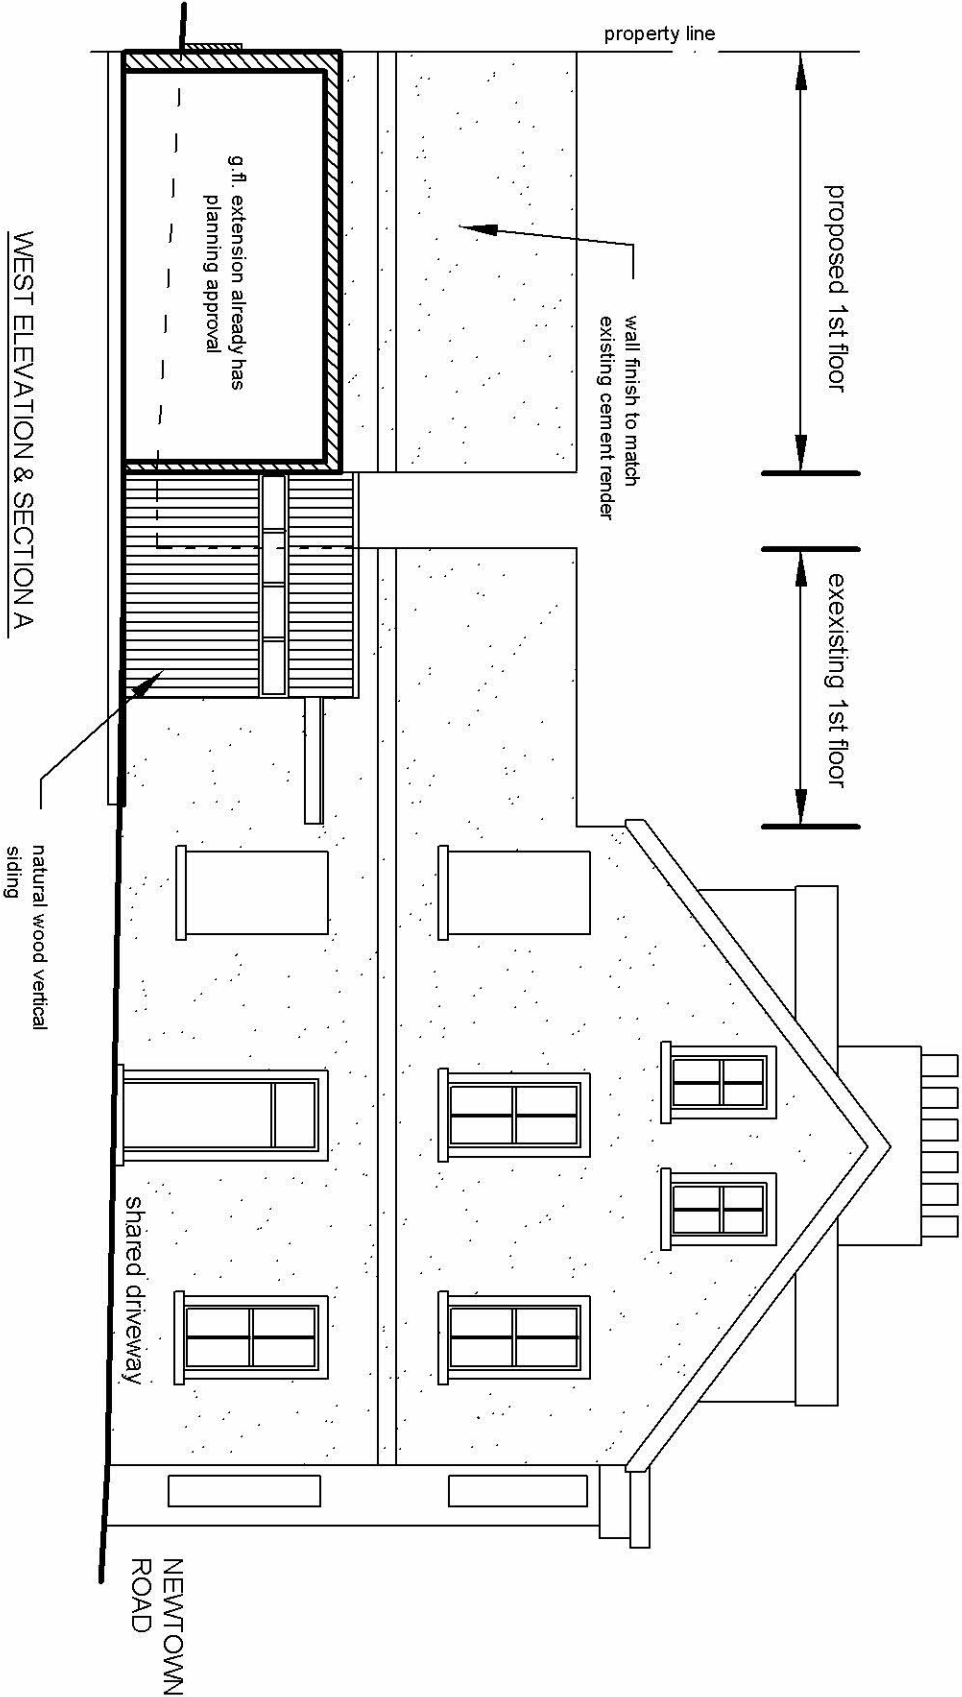 property line
proposed 1st floor
exexisting 1st floor
wall finish to match
existing cement render
g.fl. extension already has
planning approval
natural wood vertical
siding
shared driveway
NEWTOWN
ROAD
WEST ELEVATION & SECTION A